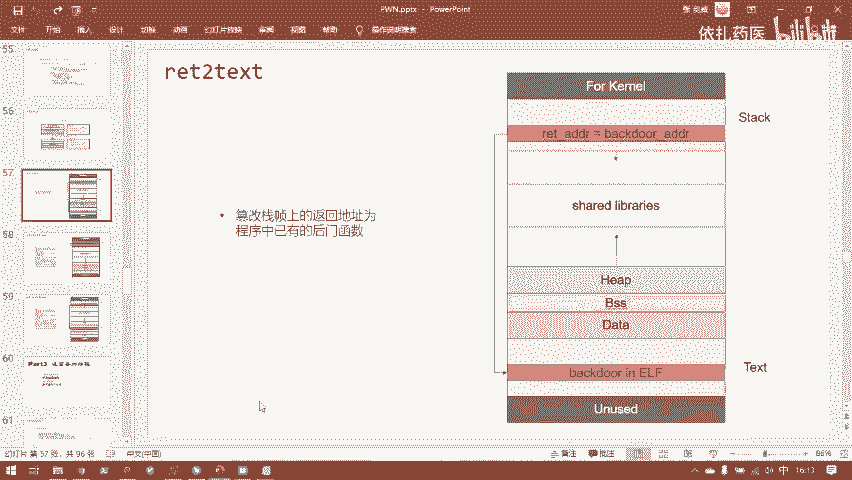 PWN.pptx - PowerPoint
文件 开始 插入 设计 切换 动画 幻灯片放映 审阅 视图 帮助 操作说明搜索
依扎药医 bilibili
55
56
57
58
59
60
61
ret2text
• 篡改栈帧上的返回地址为
程序中已有的后门函数
For Kernel
Stack
ret_addr = backdoor_addr
shared libraries
Heap
Bss
Data
Text
backdoor in ELF
Unused
幻灯片 第 57 张，共 96 张 中文(中国)
备注 批注 86%
中 16:13